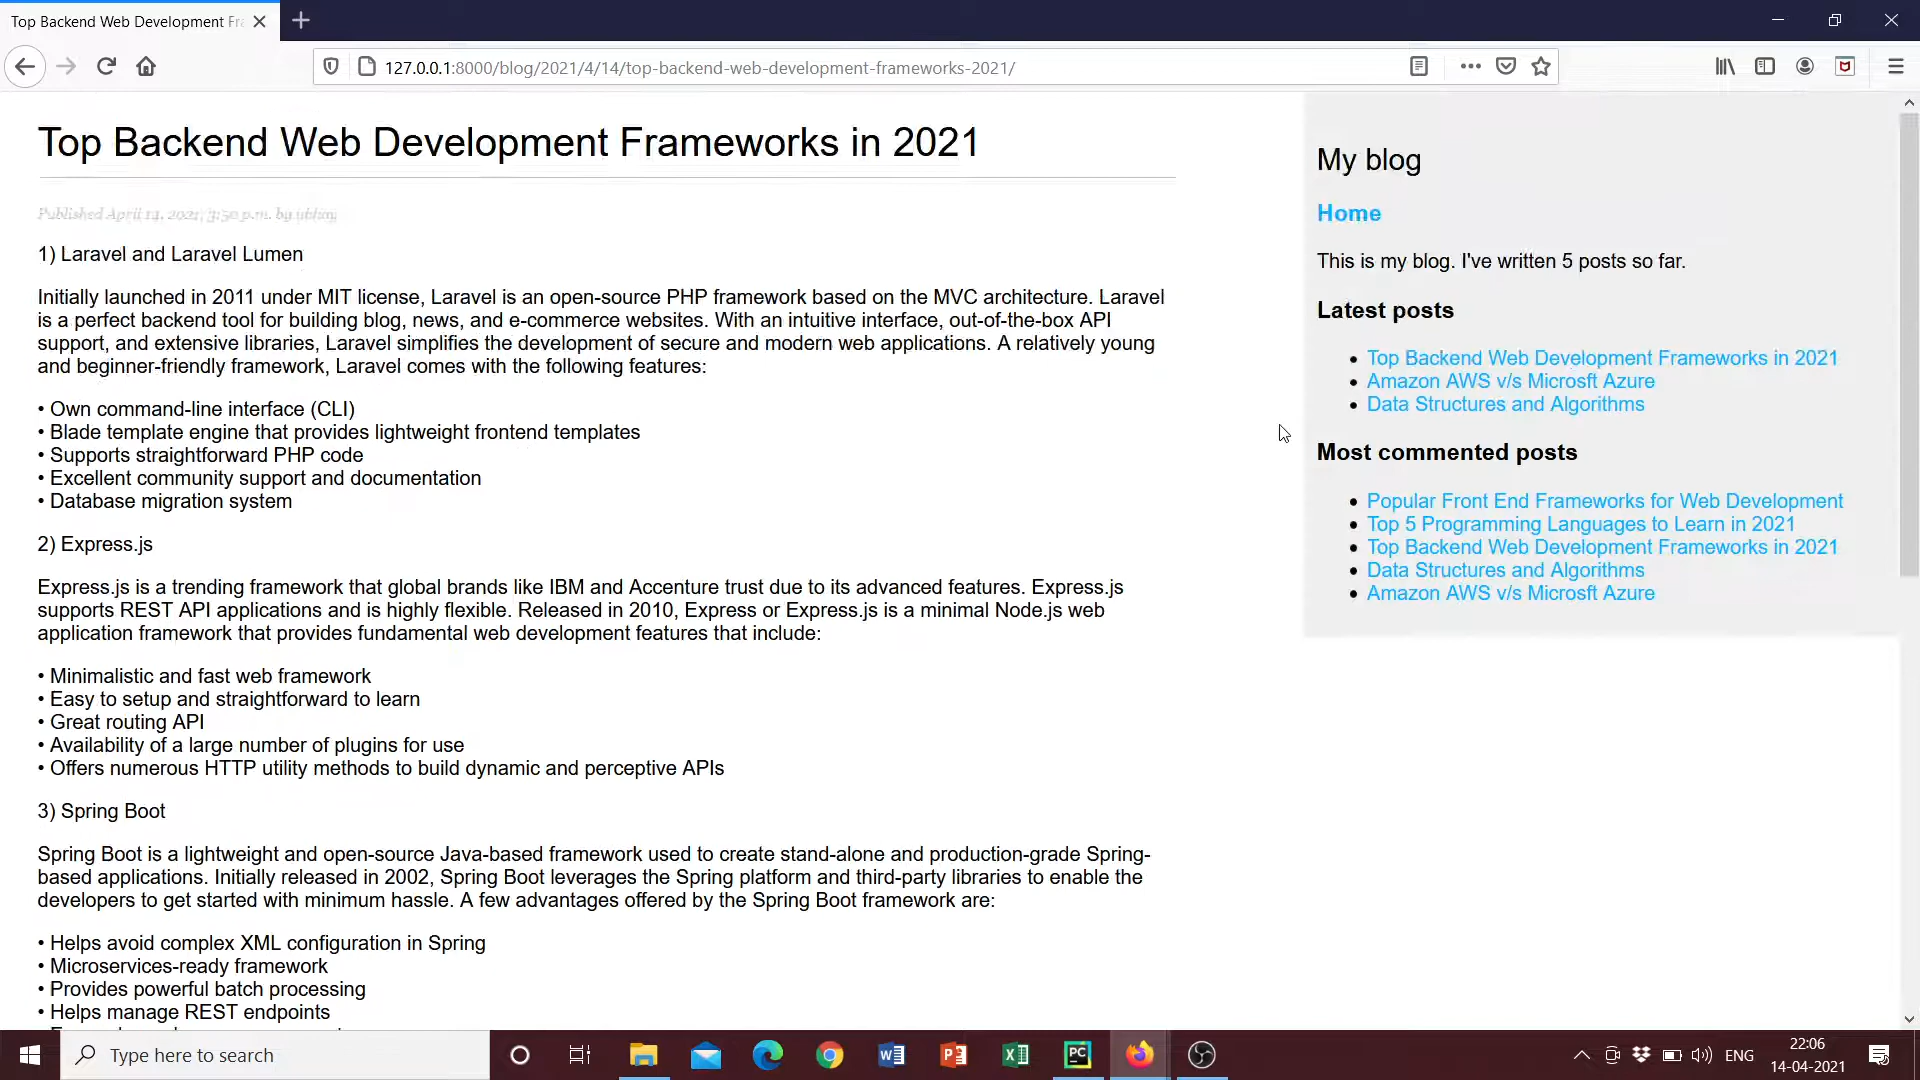 Top Backend Web Development Fr
127.0.0.1:8000/blog/2021/4/14/top-backend-web-development-frameworks-2021/
Top Backend Web Development Frameworks in 2021
Published April 14, 2021, 3:50 p.m. by
1) Laravel and Laravel Lumen
Initially launched in 2011 under MIT license, Laravel is an open-source PHP framework based on the MVC architecture. Laravel
is a perfect backend tool for building blog, news, and e-commerce websites. With an intuitive interface, out-of-the-box API
support, and extensive libraries, Laravel simplifies the development of secure and modern web applications. A relatively young
and beginner-friendly framework, Laravel comes with the following features:
• Own command-line interface (CLI)
• Blade template engine that provides lightweight frontend templates
• Supports straightforward PHP code
• Excellent community support and documentation
• Database migration system
2) Express.js
Express.js is a trending framework that global brands like IBM and Accenture trust due to its advanced features. Express.js
supports REST API applications and is highly flexible. Released in 2010, Express or Express.js is a minimal Node.js web
application framework that provides fundamental web development features that include:
• Minimalistic and fast web framework
• Easy to setup and straightforward to learn
• Great routing API
• Availability of a large number of plugins for use
• Offers numerous HTTP utility methods to build dynamic and perceptive APIs
3) Spring Boot
Spring Boot is a lightweight and open-source Java-based framework used to create stand-alone and production-grade Spring-
based applications. Initially released in 2002, Spring Boot leverages the Spring platform and third-party libraries to enable the
developers to get started with minimum hassle. A few advantages offered by the Spring Boot framework are:
• Helps avoid complex XML configuration in Spring
• Microservices-ready framework
• Provides powerful batch processing
• Helps manage REST endpoints
My blog
Home
This is my blog. I've written 5 posts so far.
Latest posts
• Top Backend Web Development Frameworks in 2021
• Amazon AWS v/s Microsft Azure
• Data Structures and Algorithms
Most commented posts
• Popular Front End Frameworks for Web Development
• Top 5 Programming Languages to Learn in 2021
• Top Backend Web Development Frameworks in 2021
• Data Structures and Algorithms
• Amazon AWS v/s Microsft Azure
Type here to search
ENG
22:06
14-04-2021